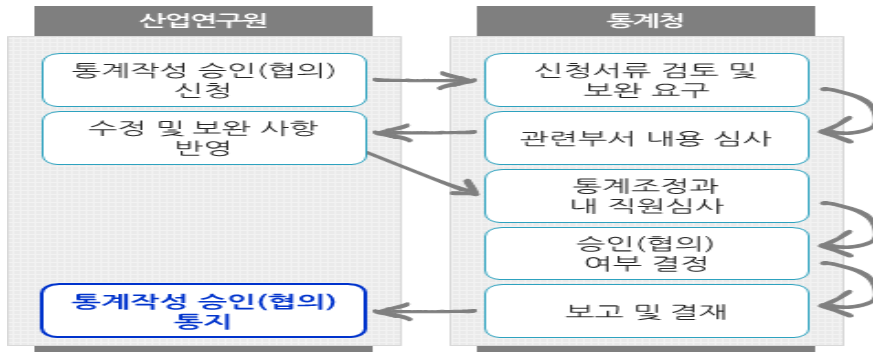 산업연구원
통계청
통계작성 승인(협의)
신청
신청서류 검토 및
보완 요구
수정 및 보완 사항
반영
관련부서 내용 심사
통계조정과
내 직원심사
승인(협의)
여부 결정
통계작성 승인(협의)
통지
보고 및 결재